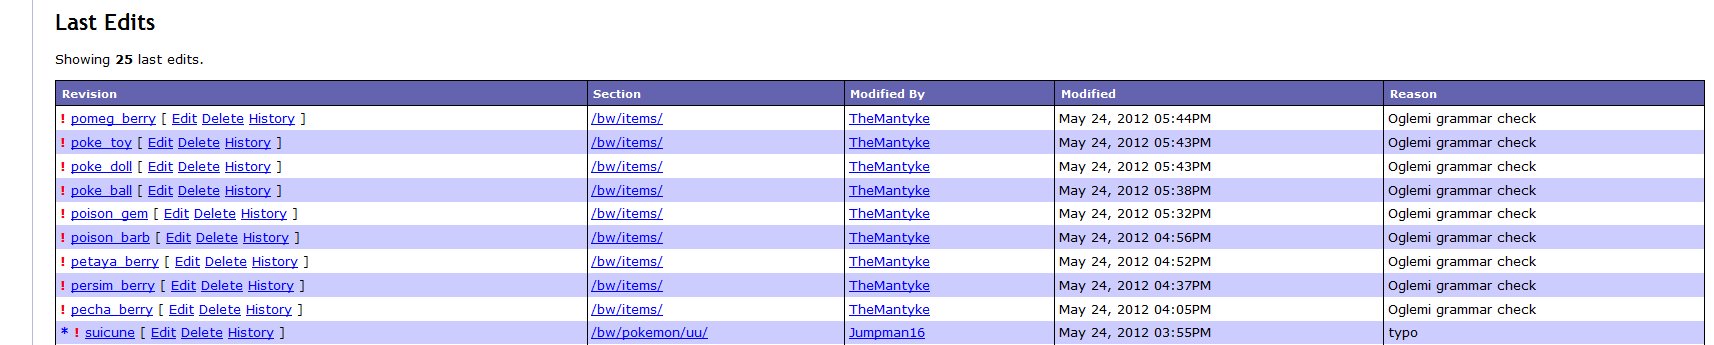 Last Edits
Showing 25 last edits.
Revision Section Modified By Modified Reason
! pomeg_berry [ Edit Delete History ] /bw/items/ TheMantyke May 24, 2012 05:44PM Oglemi grammar check
! poke_toy [ Edit Delete History ] /bw/items/ TheMantyke May 24, 2012 05:43PM Oglemi grammar check
! poke_doll [ Edit Delete History ] /bw/items/ TheMantyke May 24, 2012 05:43PM Oglemi grammar check
! poke_ball [ Edit Delete History ] /bw/items/ TheMantyke May 24, 2012 05:38PM Oglemi grammar check
! poison_gem [ Edit Delete History ] /bw/items/ TheMantyke May 24, 2012 05:32PM Oglemi grammar check
! poison_barb [ Edit Delete History ] /bw/items/ TheMantyke May 24, 2012 04:56PM Oglemi grammar check
! petaya_berry [ Edit Delete History ] /bw/items/ TheMantyke May 24, 2012 04:52PM Oglemi grammar check
! persim_berry [ Edit Delete History ] /bw/items/ TheMantyke May 24, 2012 04:37PM Oglemi grammar check
! pecha_berry [ Edit Delete History ] /bw/items/ TheMantyke May 24, 2012 04:05PM Oglemi grammar check
* ! suicune [ Edit Delete History ] /bw/pokemon/uu/ Jumpman16 May 24, 2012 03:55PM typo